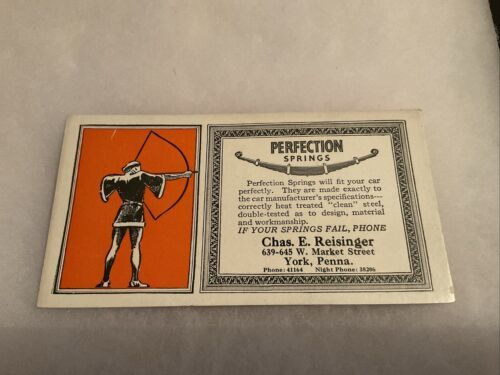 PERFECTION
SPRINGS
Perfection Springs will fit your car
perfectly. They are made exactly to
the car manufacturer's specifications---
correctly heat treated "clean" steel,
double-tested as to design, material
and workmanship.
IF YOUR SPRINGS FAIL, PHONE
Chas. E. Reisinger
639-645 W. Market Street
York, Penna.
Phone: 41164 Night Phone: 38206